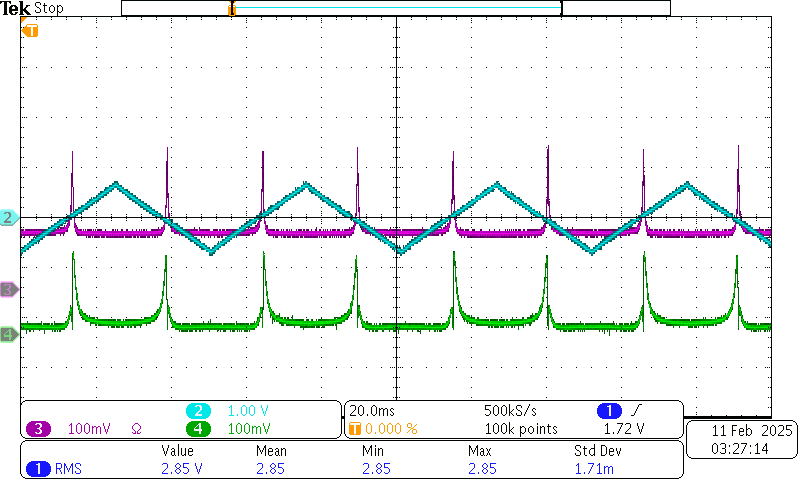 Tek Stop
T
2
3
4
2 1.00 V
3 100mV Ω 4 100mV
20.0ms 500kS/s 1
T 0.000 % 100k points 1.72 V
Value Mean Min Max Std Dev
1 RMS 2.85 V 2.85 2.85 2.85 1.71m
11 Feb 2025
03:27:14